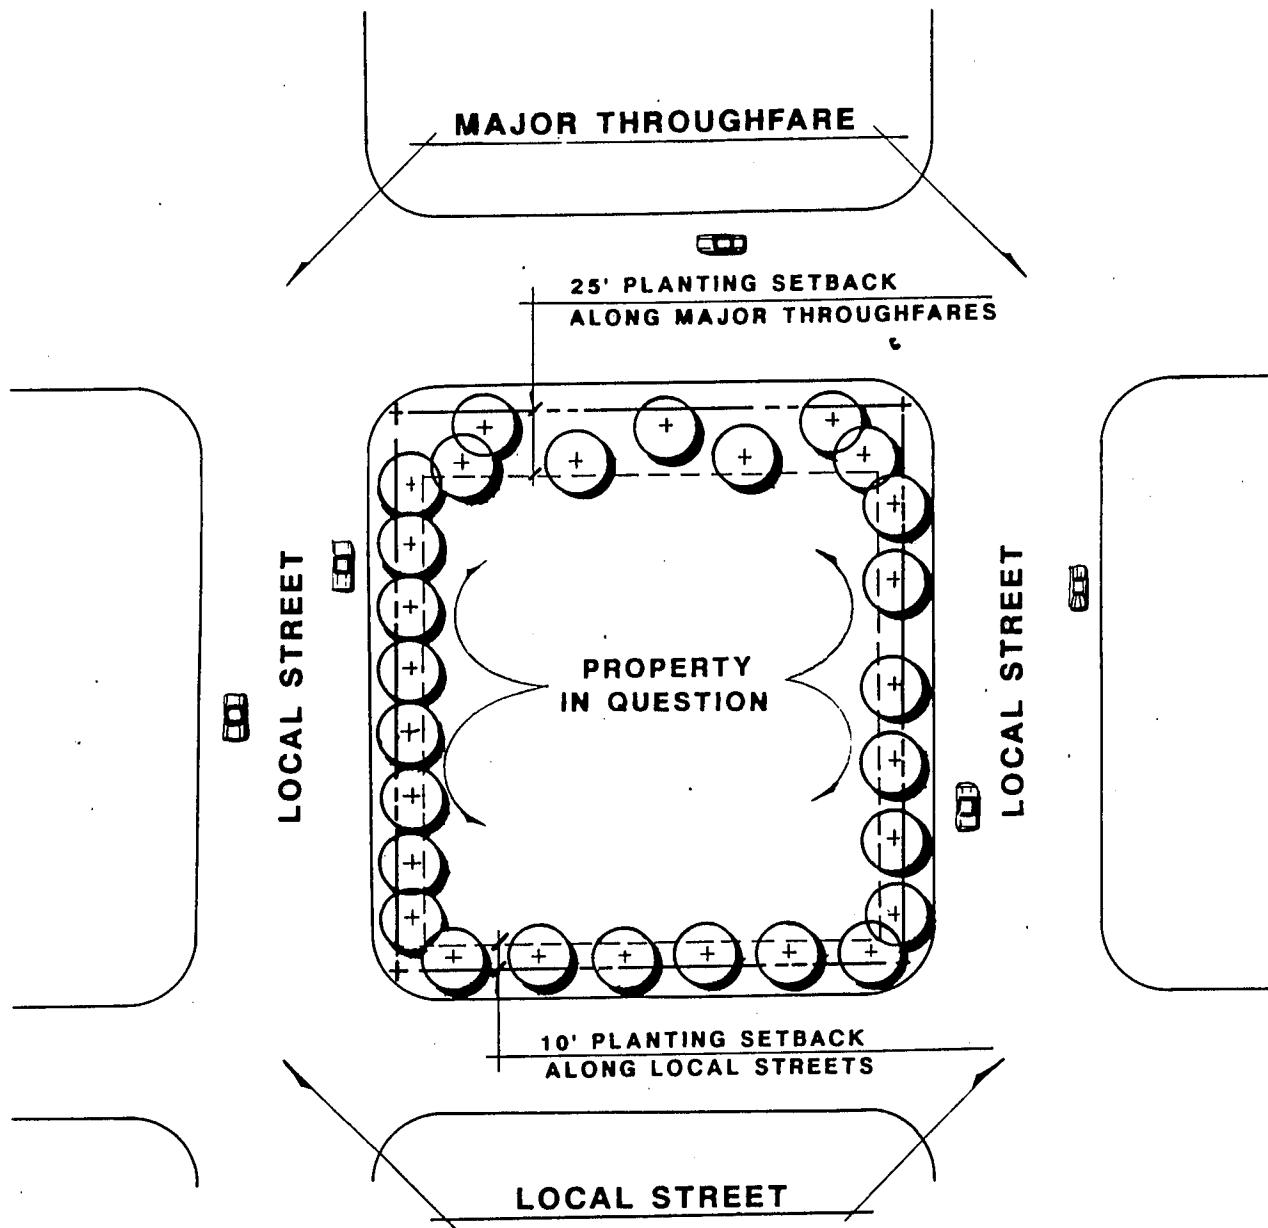 MAJOR THROUGHFARE
25' PLANTING SETBACK
ALONG MAJOR THROUGHFARES
LOCAL STREET
PROPERTY
IN QUESTION
LOCAL STREET
10' PLANTING SETBACK
ALONG LOCAL STREETS
LOCAL STREET